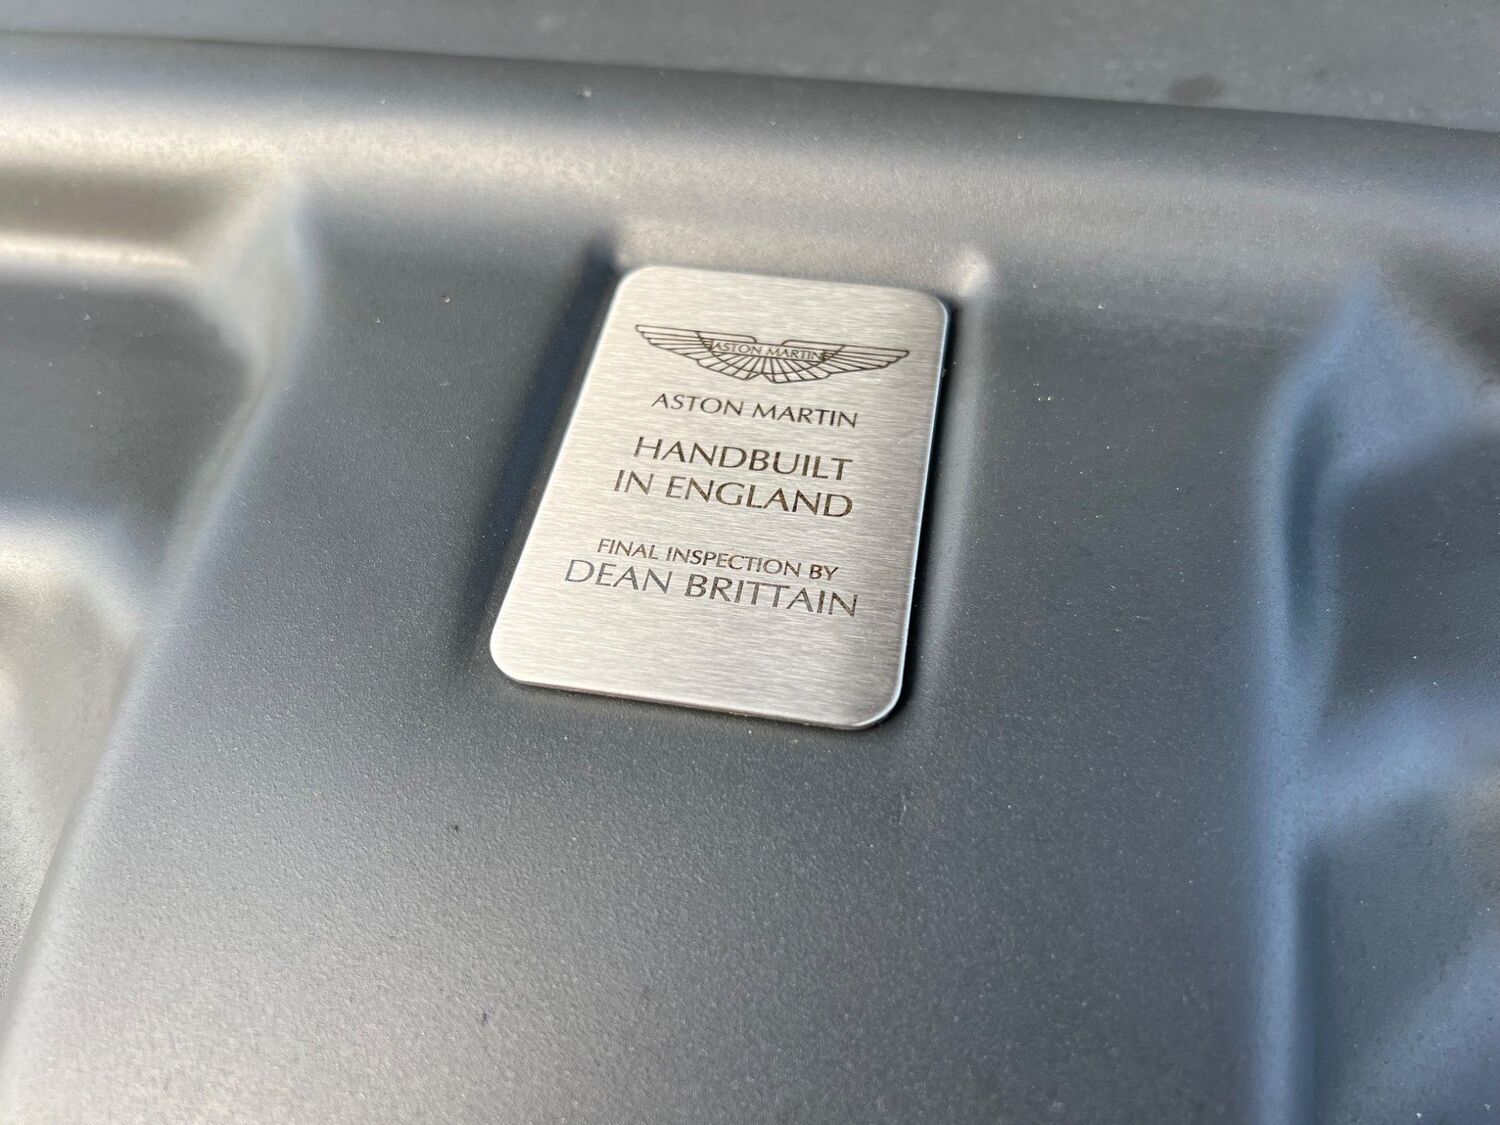 ASTON MARTIN
ASTON MARTIN
HANDBUILT
IN ENGLAND
FINAL INSPECTION BY
DEAN BRITTAIN